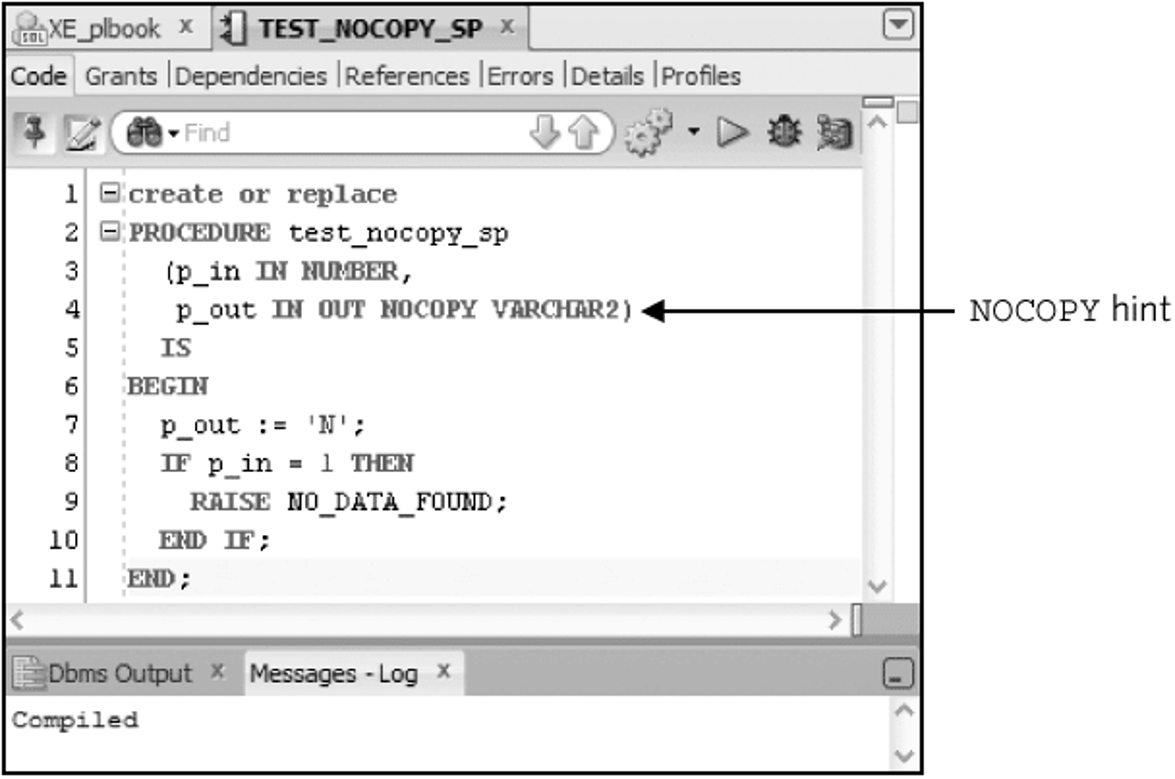 XE_plbook x TEST_NOCOPY_SP x
Code Grants Dependencies References Errors Details Profiles
Find
1 create or replace
2 PROCEDURE test_nocopy_sp
3 (p_in IN NUMBER,
4 p_out IN OUT NOCOPY VARCHAR2)
NOCOPY hint
5 IS
6 BEGIN
7 p_out := 'N';
8 IF p_in = 1 THEN
9 RAISE NO_DATA_FOUND;
10 END IF;
11 END;
Dbms Output x Messages - Log x
Compiled